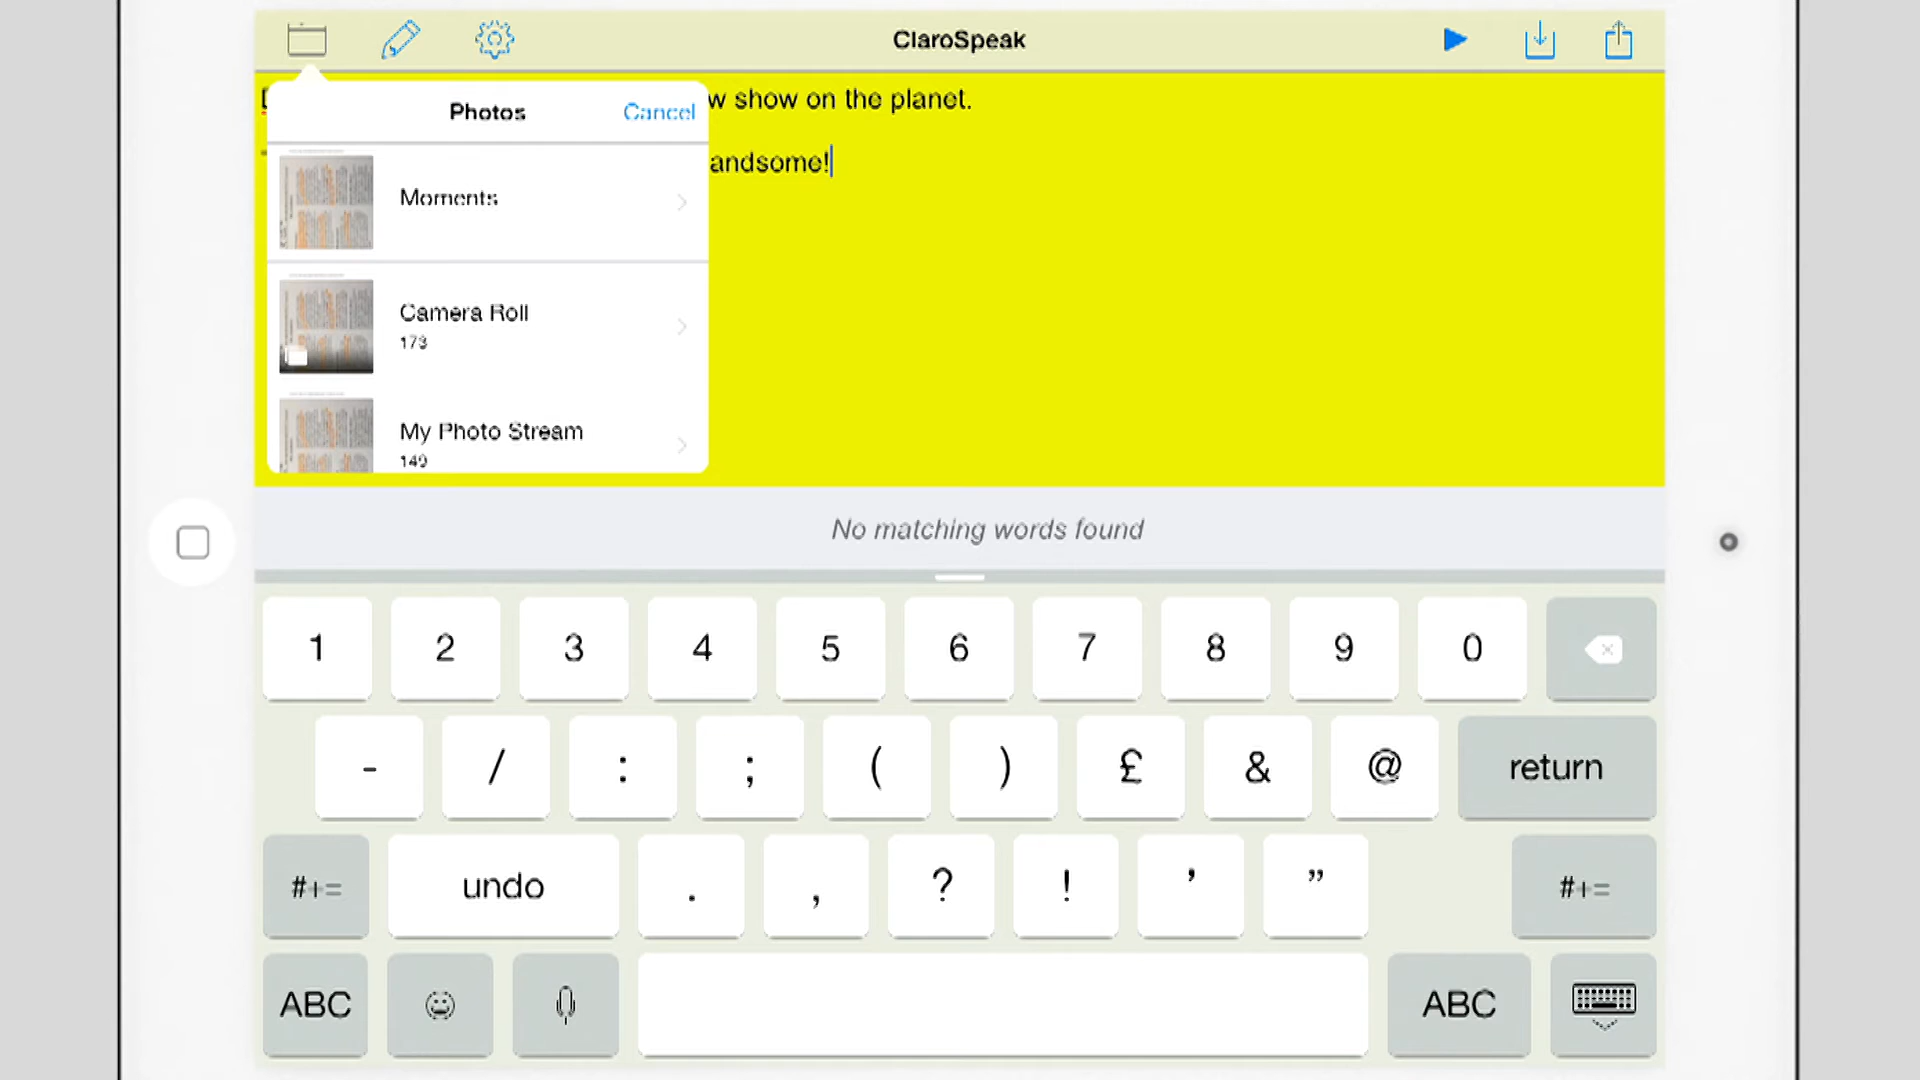 ClaroSpeak
w show on the planet.
andsome!
Photos
Cancel
Moments
Camera Roll
173
My Photo Stream
149
No matching words found
1 2 3 4 5 6 7 8 9 0
- / : ; ( ) £ & @ return
#+= undo . , ? ! ’ ” #+=
ABC ABC